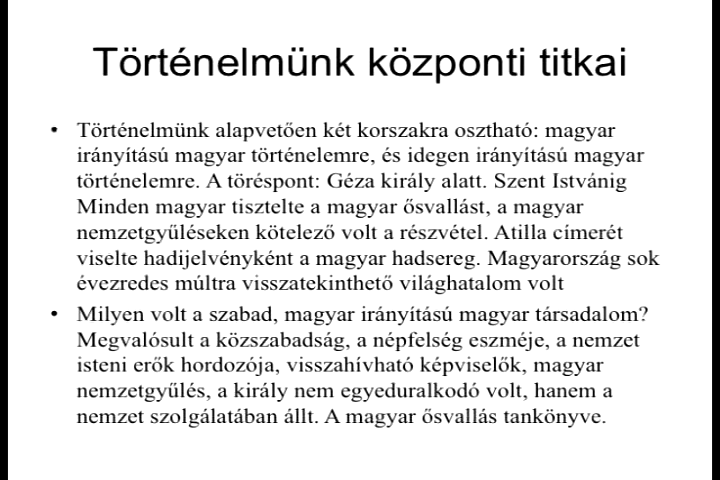 Történelmünk központi titkai
• Történelmünk alapvetően két korszakra osztható: magyar
irányítású magyar történelemre, és idegen irányítású magyar
történelemre. A töréspont: Géza király alatt. Szent Istvánig
Minden magyar tisztelte a magyar ősvallást, a magyar
nemzetgyűléseken kötelező volt a részvétel. Atilla címerét
viselte hadijelvényként a magyar hadsereg. Magyarország sok
évezredes múltra visszatekinthető világhatalom volt
• Milyen volt a szabad, magyar irányítású magyar társadalom?
Megvalósult a közszabadság, a népfelség eszméje, a nemzet
isteni erők hordozója, visszahívható képviselők, magyar
nemzetgyűlés, a király nem egyeduralkodó volt, hanem a
nemzet szolgálatában állt. A magyar ősvallás tankönyve.